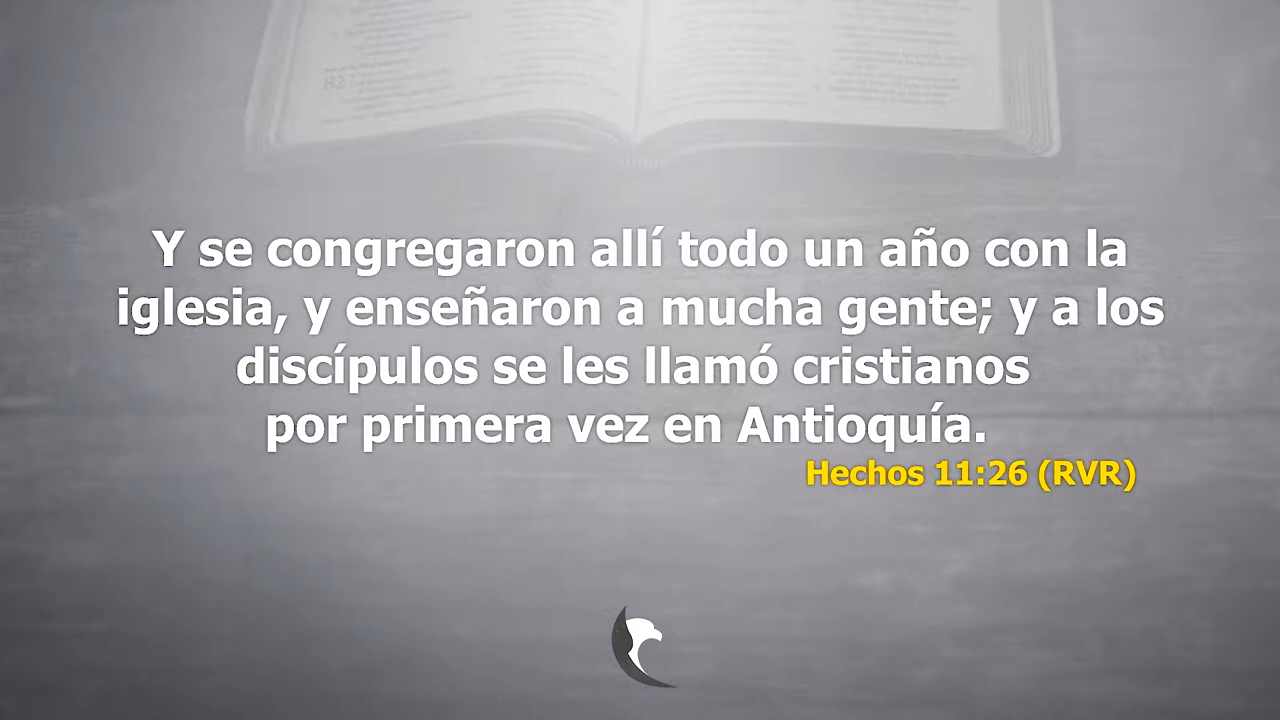 Y se congregaron allí todo un año con la
iglesia, y enseñaron a mucha gente; y a los
discípulos se les llamó cristianos
por primera vez en Antioquía.
Hechos 11:26 (RVR)